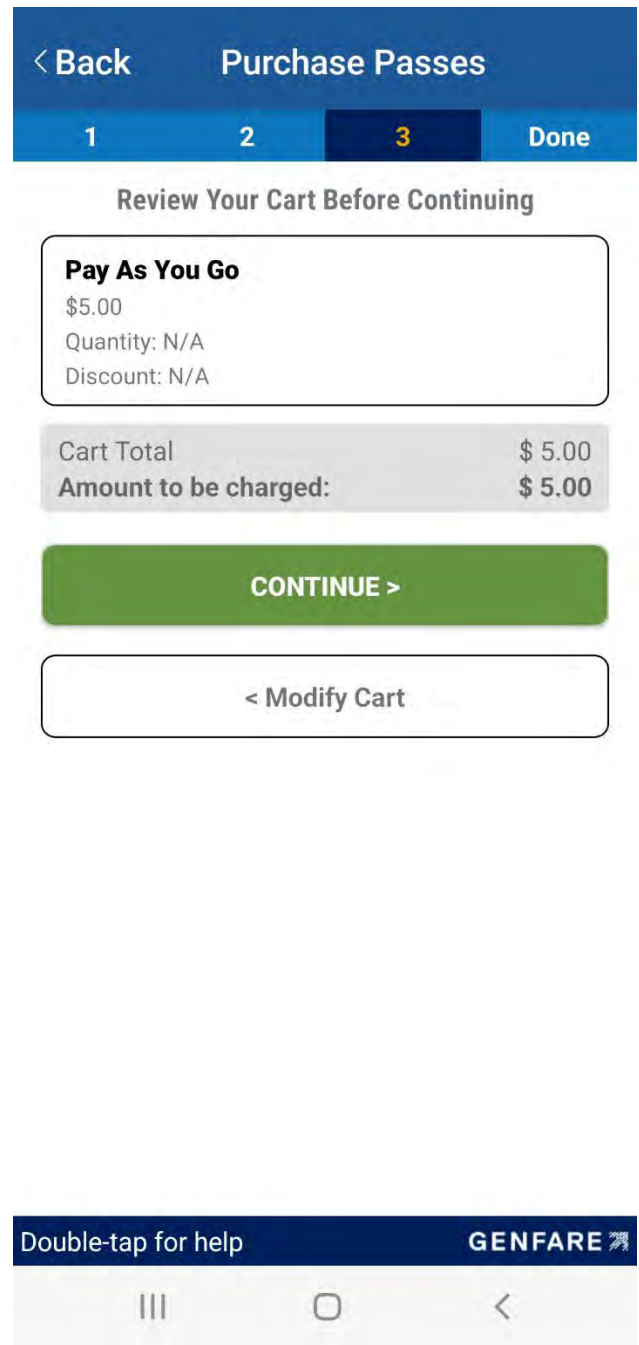 < Back Purchase Passes
1 2 3 Done
Review Your Cart Before Continuing
Pay As You Go
$5.00
Quantity: N/A
Discount: N/A
Cart Total $ 5.00
Amount to be charged: $ 5.00
CONTINUE >
< Modify Cart
Double-tap for help GENFARE